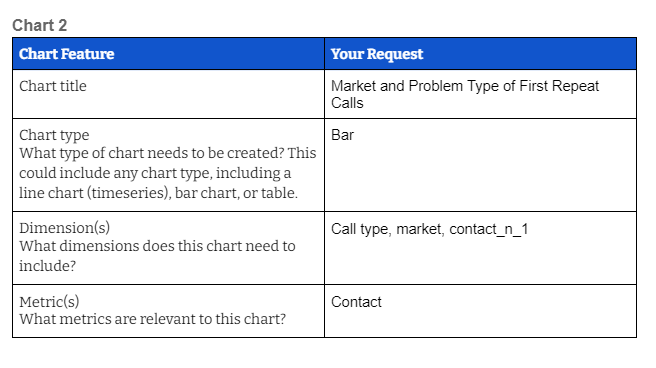 Chart 2
Chart Feature
Your Request
Chart title
Market and Problem Type of First Repeat
Calls
Chart type
What type of chart needs to be created? This
could include any chart type, including a
line chart (timeseries), bar chart, or table.
Bar
Dimension(s)
What dimensions does this chart need to
include?
Call type, market, contact_n_1
Metric(s)
What metrics are relevant to this chart?
Contact